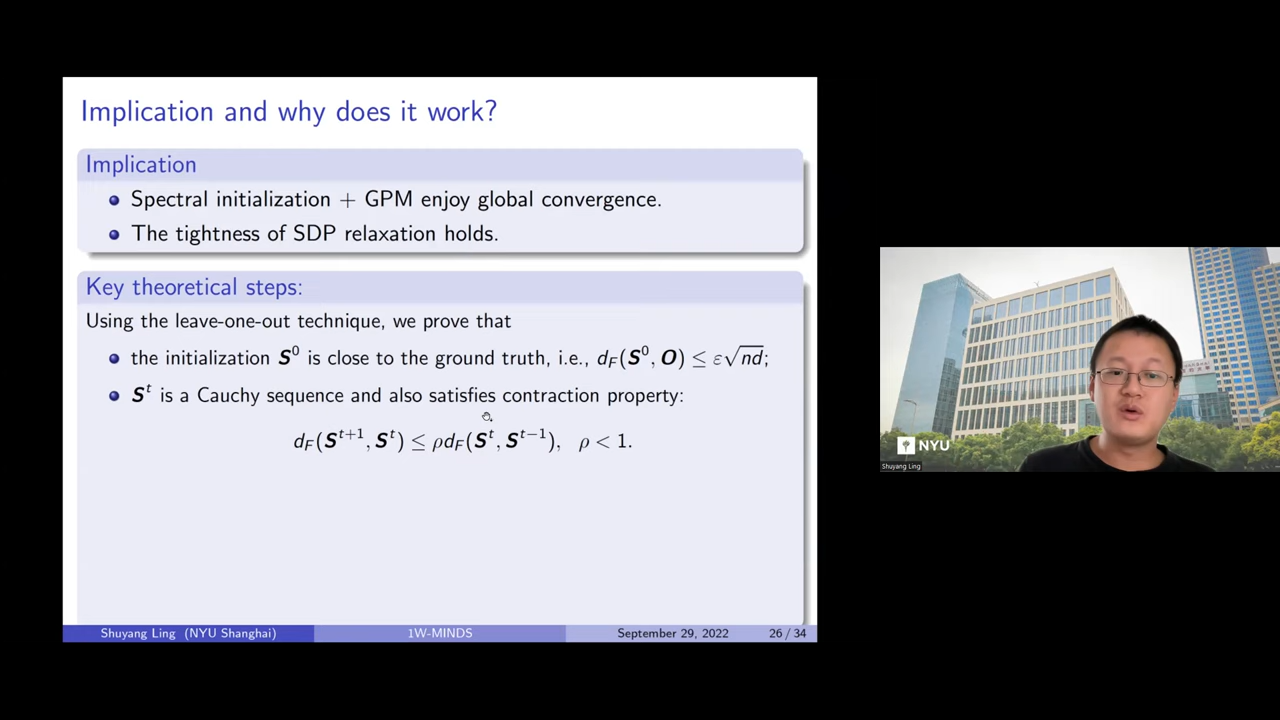 Implication and why does it work?
Implication
Spectral initialization + GPM enjoy global convergence.
The tightness of SDP relaxation holds.
Key theoretical steps:
Using the leave-one-out technique, we prove that
the initialization S⁰ is close to the ground truth, i.e., d_F(S⁰, O) ≤ ε√nd;
Sᵗ is a Cauchy sequence and also satisfies contraction property:
d_F(Sᵗ⁺¹, Sᵗ) ≤ ρd_F(Sᵗ, Sᵗ⁻¹), ρ < 1.
Shuyang Ling (NYU Shanghai) 1W-MINDS September 29, 2022 26 / 34
NYU
Shuyang Ling